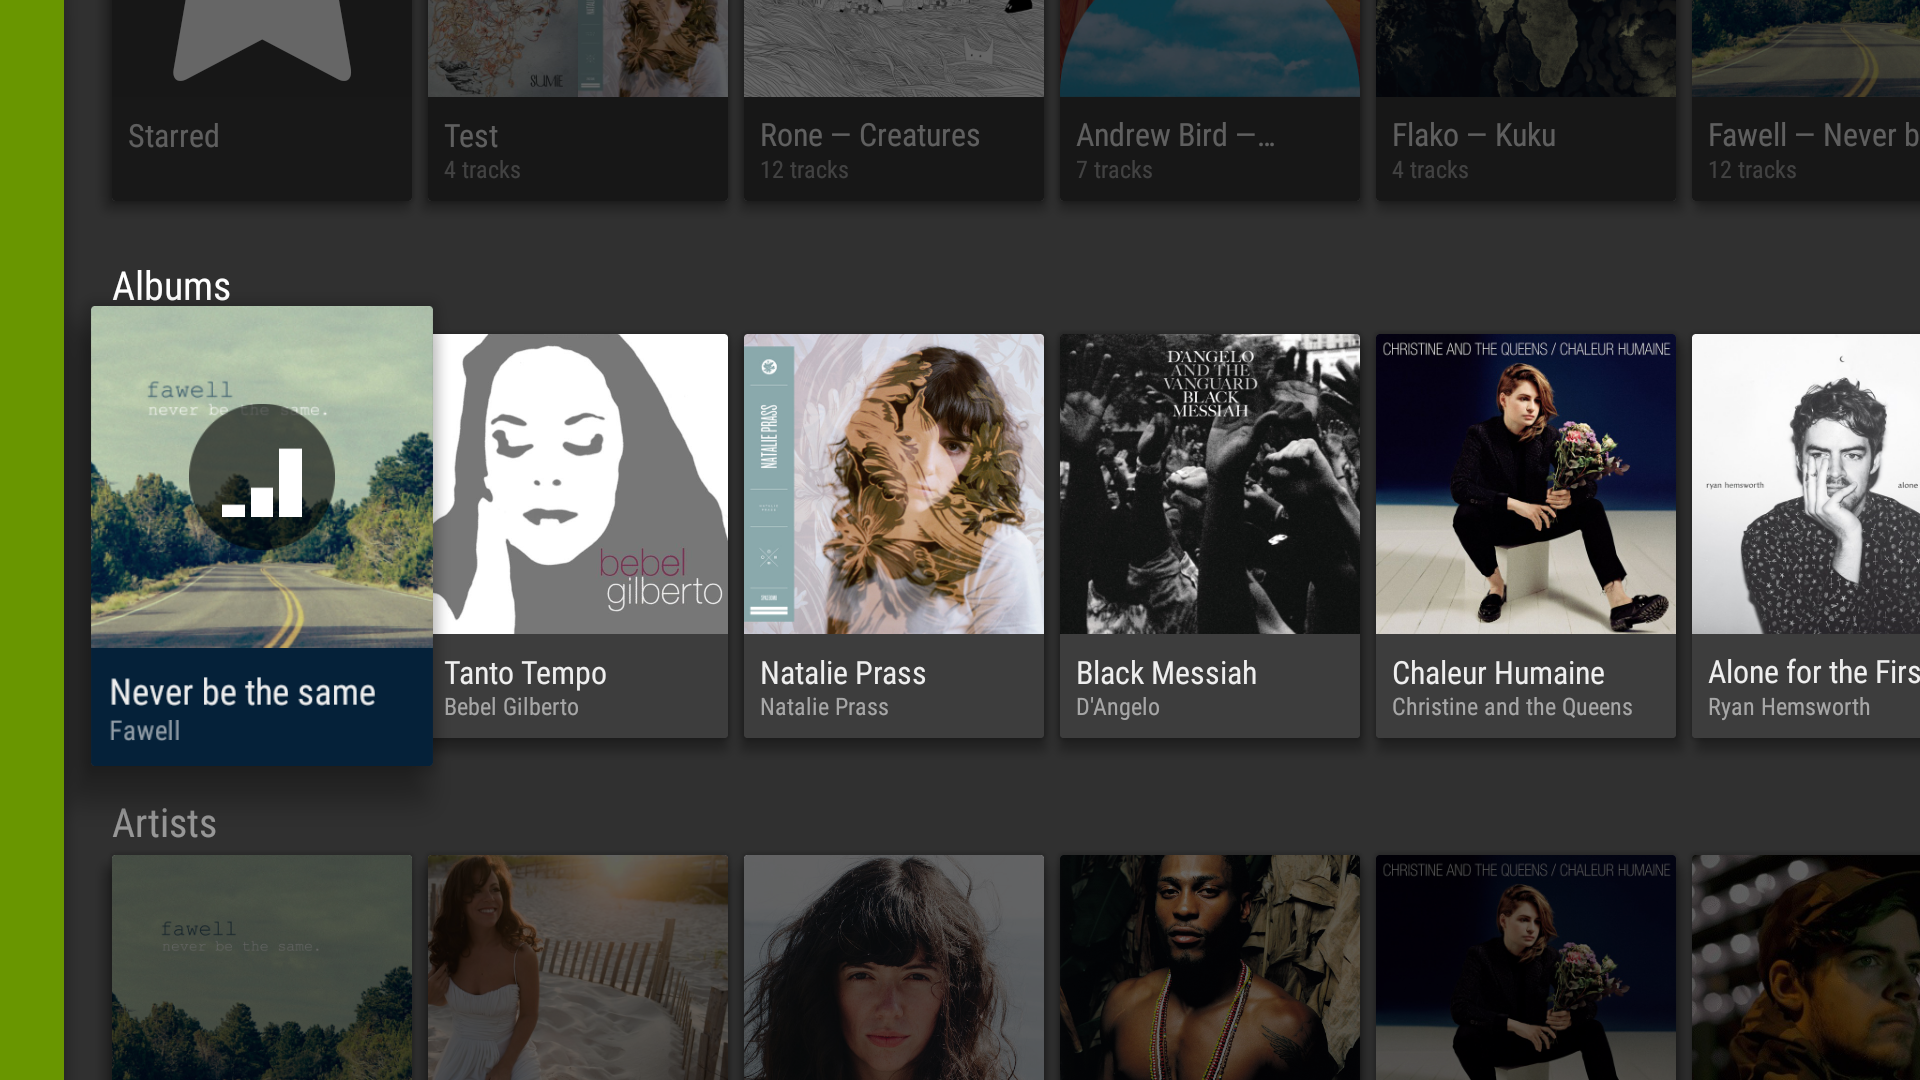 SUMIE
Starred
Test
4 tracks
Rone — Creatures
12 tracks
Andrew Bird —...
7 tracks
Flako — Kuku
4 tracks
Fawell — Never b
12 tracks
Albums
fawell
never be the same.
bebel
gilberto
NATALIE PRASS
D'ANGELO
AND THE
VANGUARD
BLACK
MESSIAH
CHRISTINE AND THE QUEENS / CHALEUR HUMAINE
ryan hemsworth
alone
Never be the same
Fawell
Tanto Tempo
Bebel Gilberto
Natalie Prass
Natalie Prass
Black Messiah
D'Angelo
Chaleur Humaine
Christine and the Queens
Alone for the Firs
Ryan Hemsworth
Artists
fawell
never be the same.
CHRISTINE AND THE QUEENS / CHALEUR HUMAINE